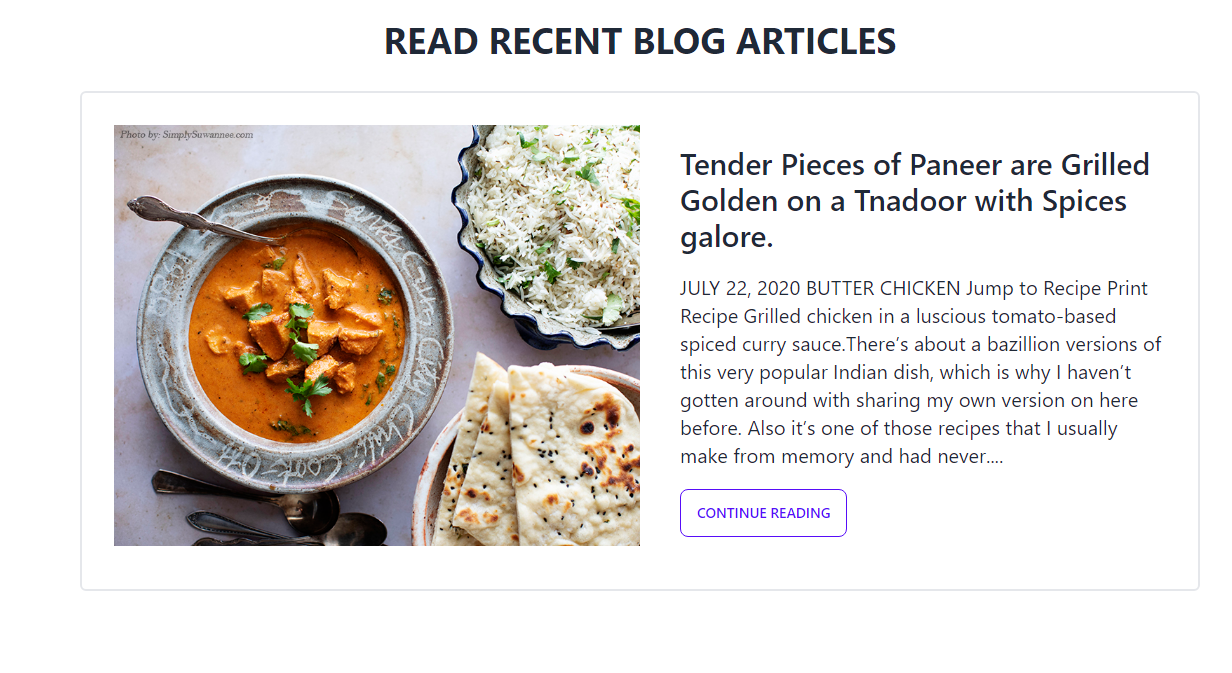 READ RECENT BLOG ARTICLES
Photo by: SimplySuwannee.com
Tender Pieces of Paneer are Grilled
Golden on a Tnadoor with Spices
galore.
JULY 22, 2020 BUTTER CHICKEN Jump to Recipe Print
Recipe Grilled chicken in a luscious tomato-based
spiced curry sauce.There’s about a bazillion versions of
this very popular Indian dish, which is why I haven’t
gotten around with sharing my own version on here
before. Also it’s one of those recipes that I usually
make from memory and had never....
CONTINUE READING